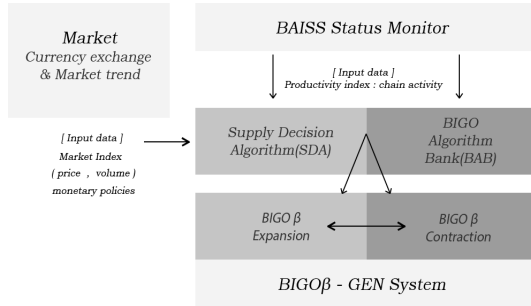 Market
Currency exchange
& Market trend
BAISS Status Monitor
[ Input data ]
Productivity index : chain activity
[ Input data ]
Market Index
( price , volume )
monetary policies
Supply Decision
Algorithm(SDA)
BIGO
Algorithm
Bank(BAB)
BIGO β
Expansion
BIGO β
Contraction
BIGOβ - GEN System